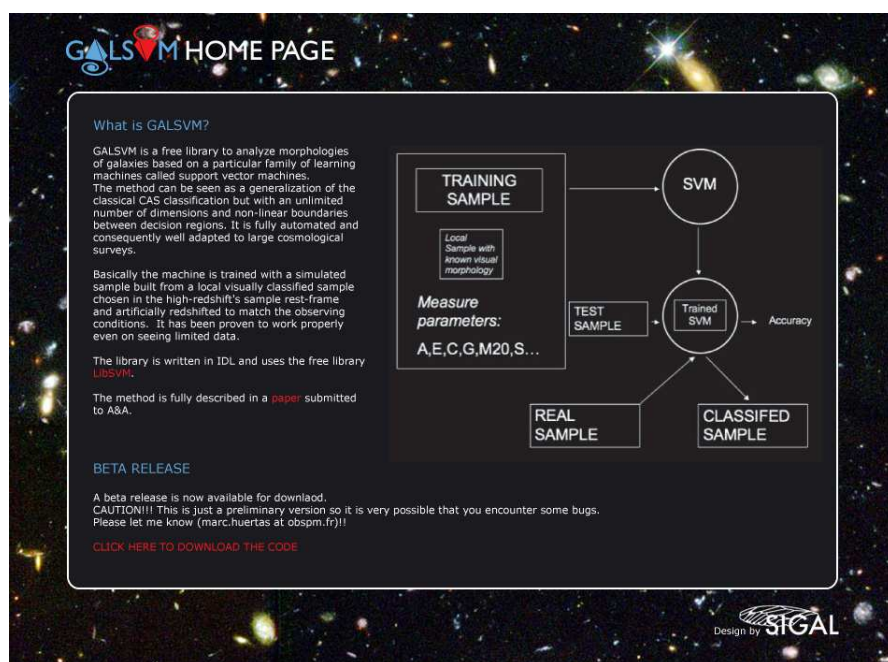 GALSVM HOME PAGE
What is GALSVM?
GALSVM is a free library to analyze morphologies
of galaxies based on a particular family of learning
machines called support vector machines.
The method can be seen as a generalization of the
classical CAS classification but with an unlimited
number of dimensions and non-linear boundaries
between decision regions. It is fully automated and
consequently well adapted to large cosmological
surveys.
Basically the machine is trained with a simulated
sample built from a local visually classified sample
chosen in the high-redshift's sample rest-frame
and artificially redshifted to match the observing
conditions. It has been proven to work properly
even on seeing limited data.
The library is written in IDL and uses the free library
LibSVM.
The method is fully described in a paper submitted
to A&A.
TRAINING
SAMPLE
Local
Sample with
known visual
morphology
Measure
parameters:
A,E,C,G,M20,S...
SVM
TEST
SAMPLE
Trained
SVM
Accuracy
REAL
SAMPLE
CLASSIFED
SAMPLE
BETA RELEASE
A beta release is now available for downlaod.
CAUTION!!! This is just a preliminary version so it is very possible that you encounter some bugs.
Please let me know (marc.huertas at obspm.fr)!!
CLICK HERE TO DOWNLOAD THE CODE
Design by SIGAL